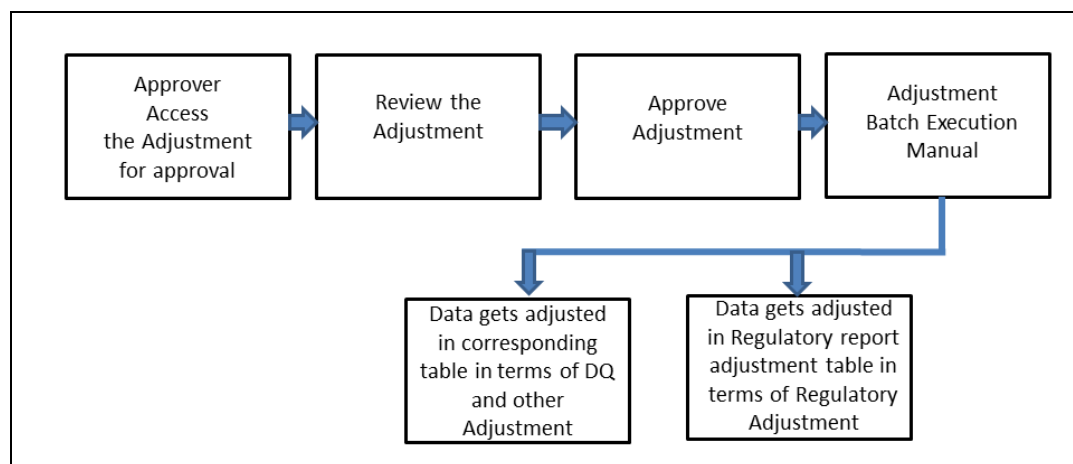 Approver
Access
the Adjustment
for approval
Review the
Adjustment
Approve
Adjustment
Adjustment
Batch Execution
Manual
Data gets adjusted
in corresponding
table in terms of DQ
and other
Adjustment
Data gets adjusted
in Regulatory report
adjustment table in
terms of Regulatory
Adjustment